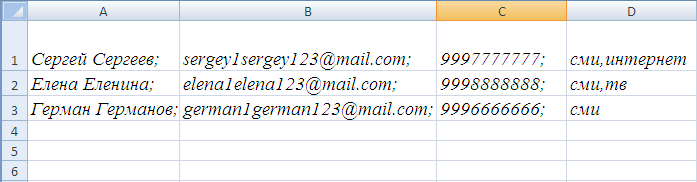 A B C D
1 Сергей Сергеев; sergey1sergey123@mail.com; 9997777777; сми,интернет
2 Елена Еленина; elena1elena123@mail.com; 9998888888; сми,тв
3 Герман Германов; german1german123@mail.com; 9996666666; сми
4
5
6